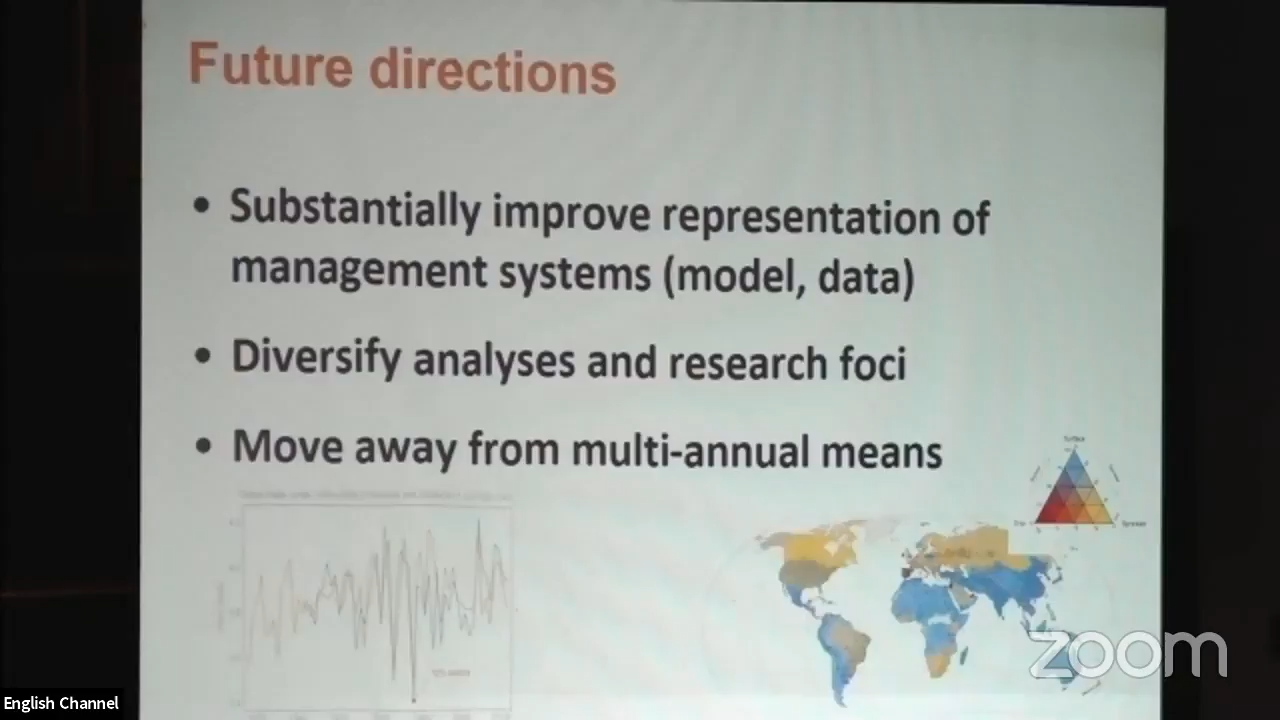 Future directions
• Substantially improve representation of
management systems (model, data)
• Diversify analyses and research foci
• Move away from multi-annual means
Surface
zoom
English Channel